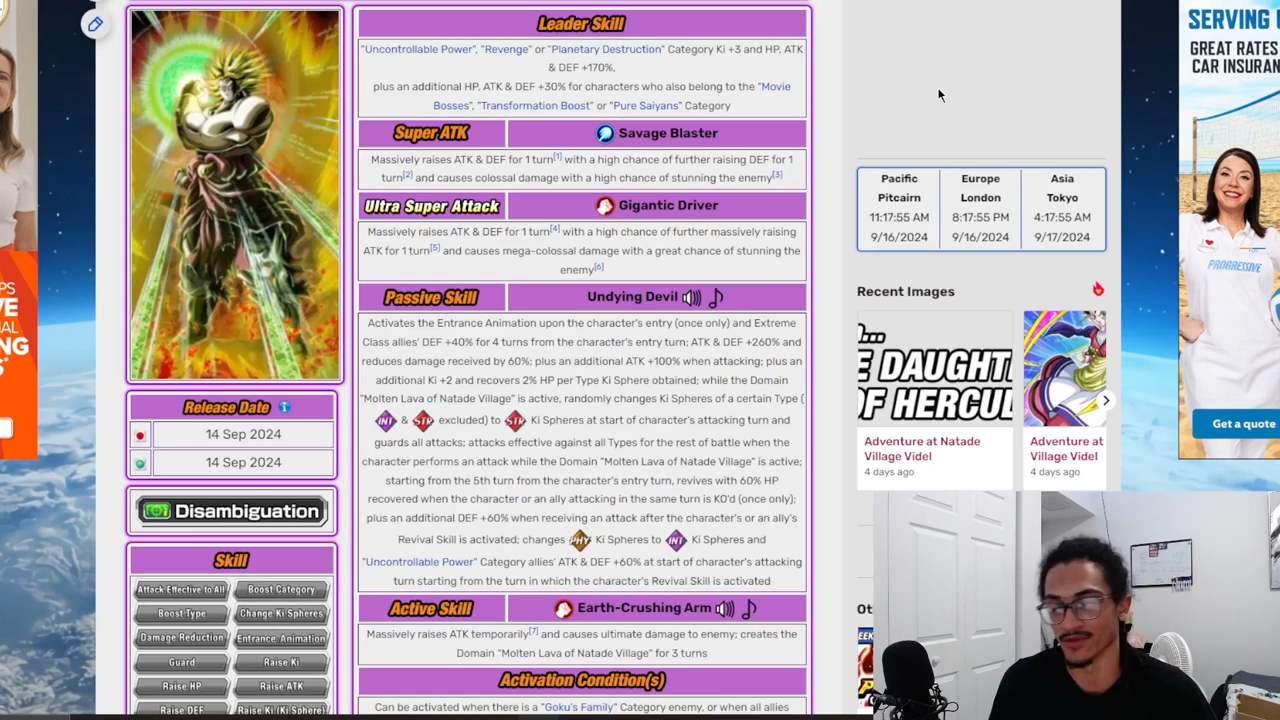 Leader Skill
"Uncontrollable Power", "Revenge" or "Planetary Destruction" Category Ki +3 and HP, ATK
& DEF +170%,
plus an additional HP, ATK & DEF +30% for characters who also belong to the "Movie
Bosses", "Transformation Boost" or "Pure Saiyans" Category
Super ATK
Savage Blaster
Massively raises ATK & DEF for 1 turn[1] with a high chance of further raising DEF for 1
turn[2] and causes colossal damage with a high chance of stunning the enemy[3]
Ultra Super Attack
Gigantic Driver
Massively raises ATK & DEF for 1 turn[4] with a high chance of further massively raising
ATK for 1 turn[5] and causes mega-colossal damage with a great chance of stunning the
enemy[6]
Passive Skill
Undying Devil
Activates the Entrance Animation upon the character's entry (once only) and Extreme
Class allies' DEF +40% for 4 turns from the character's entry turn; ATK & DEF +260% and
reduces damage received by 60%; plus an additional ATK +100% when attacking; plus an
additional Ki +2 and recovers 2% HP per Type Ki Sphere obtained; while the Domain
"Molten Lava of Natade Village" is active, randomly changes Ki Spheres of a certain Type (
INT & STR excluded) to STR Ki Spheres at start of character's attacking turn and
guards all attacks; attacks effective against all Types for the rest of battle when the
character performs an attack while the Domain "Molten Lava of Natade Village" is active;
starting from the 5th turn from the character's entry turn, revives with 60% HP
recovered when the character or an ally attacking in the same turn is KO'd (once only);
plus an additional DEF +60% when receiving an attack after the character's or an ally's
Revival Skill is activated; changes PHY Ki Spheres to INT Ki Spheres and
"Uncontrollable Power" Category allies' ATK & DEF +60% at start of character's attacking
turn starting from the turn in which the character's Revival Skill is activated
Active Skill
Earth-Crushing Arm
Massively raises ATK temporarily[7] and causes ultimate damage to enemy; creates the
Domain "Molten Lava of Natade Village" for 3 turns
Activation Condition(s)
Can be activated when there is a "Goku's Family" Category enemy, or when all allies
Release Date
14 Sep 2024
14 Sep 2024
Disambiguation
Skill
Attack Effective to All
Boost Category
Boost Type
Change Ki Spheres
Damage Reduction
Entrance Animation
Guard
Raise Ki
Raise HP
Raise ATK
Raise DEF
Raise Ki (Ki Sphere)
Pacific
Pitcairn
11:17:55 AM
9/16/2024
Europe
London
8:17:55 PM
9/16/2024
Asia
Tokyo
4:17:55 AM
9/17/2024
Recent Images
E DAUGHT
OF HERCUL
Adventure at Natade
Village Videl
4 days ago
Adventure at
Village Videl
4 days ago
Ot
SERVING
GREAT RATES
CAR INSURAN
PROGRESSIVE
Get a quote
PS
VE
NAL
NG